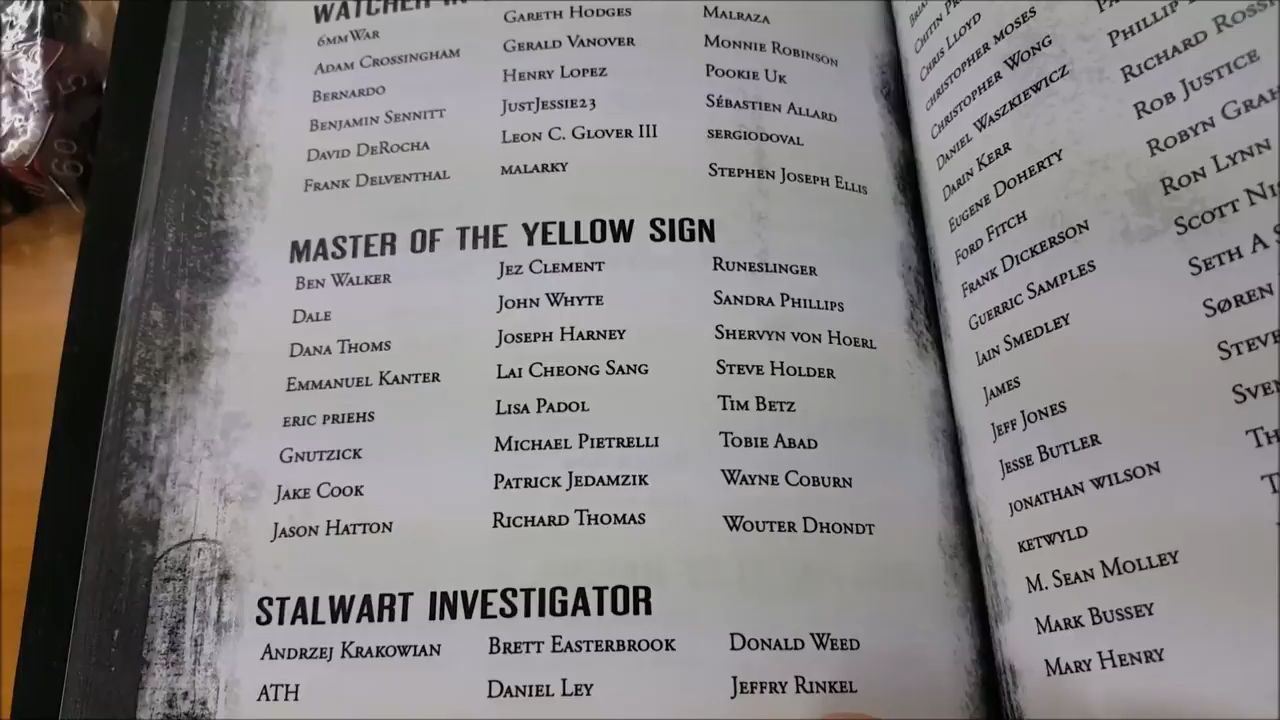 WATCHER IN
6mmWar
Adam Crossingham
Bernardo
Benjamin Sennitt
David DeRocha
Frank Delventhal
Gareth Hodges
Gerald Vanover
Henry Lopez
JustJessie23
Leon C. Glover III
malarky
Malraza
Monnie Robinson
Pookie Uk
Sébastien Allard
sergiodoval
Stephen Joseph Ellis
MASTER OF THE YELLOW SIGN
Ben Walker
Dale
Dana Thoms
Emmanuel Kanter
eric priehs
Gnutzick
Jake Cook
Jason Hatton
Jez Clement
John Whyte
Joseph Harney
Lai Cheong Sang
Lisa Padol
Michael Pietrelli
Patrick Jedamzik
Richard Thomas
Runeslinger
Sandra Phillips
Shervyn von Hoerl
Steve Holder
Tim Betz
Tobie Abad
Wayne Coburn
Wouter Dhondt
STALWART INVESTIGATOR
Andrzej Krakowian
ATH
Brett Easterbrook
Daniel Ley
Donald Weed
Jeffry Rinkel
Chris Lloyd
christopher moses
Christopher Wong
Daniel Waszkiewicz
Darin Kerr
Eugene Doherty
Ford Fitch
Frank Dickerson
Guerric Samples
Iain Smedley
James
Jeff Jones
Jesse Butler
jonathan wilson
ketwyld
M. Sean Molley
Mark Bussey
Mary Henry
Phillip
Richard
Rob Justice
Robyn
Ron Lynn
Scott
Seth A
Søren
Steve